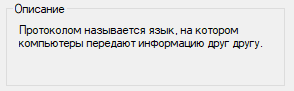 Описание
Протоколом называется язык, на котором
компьютеры передают информацию друг другу.